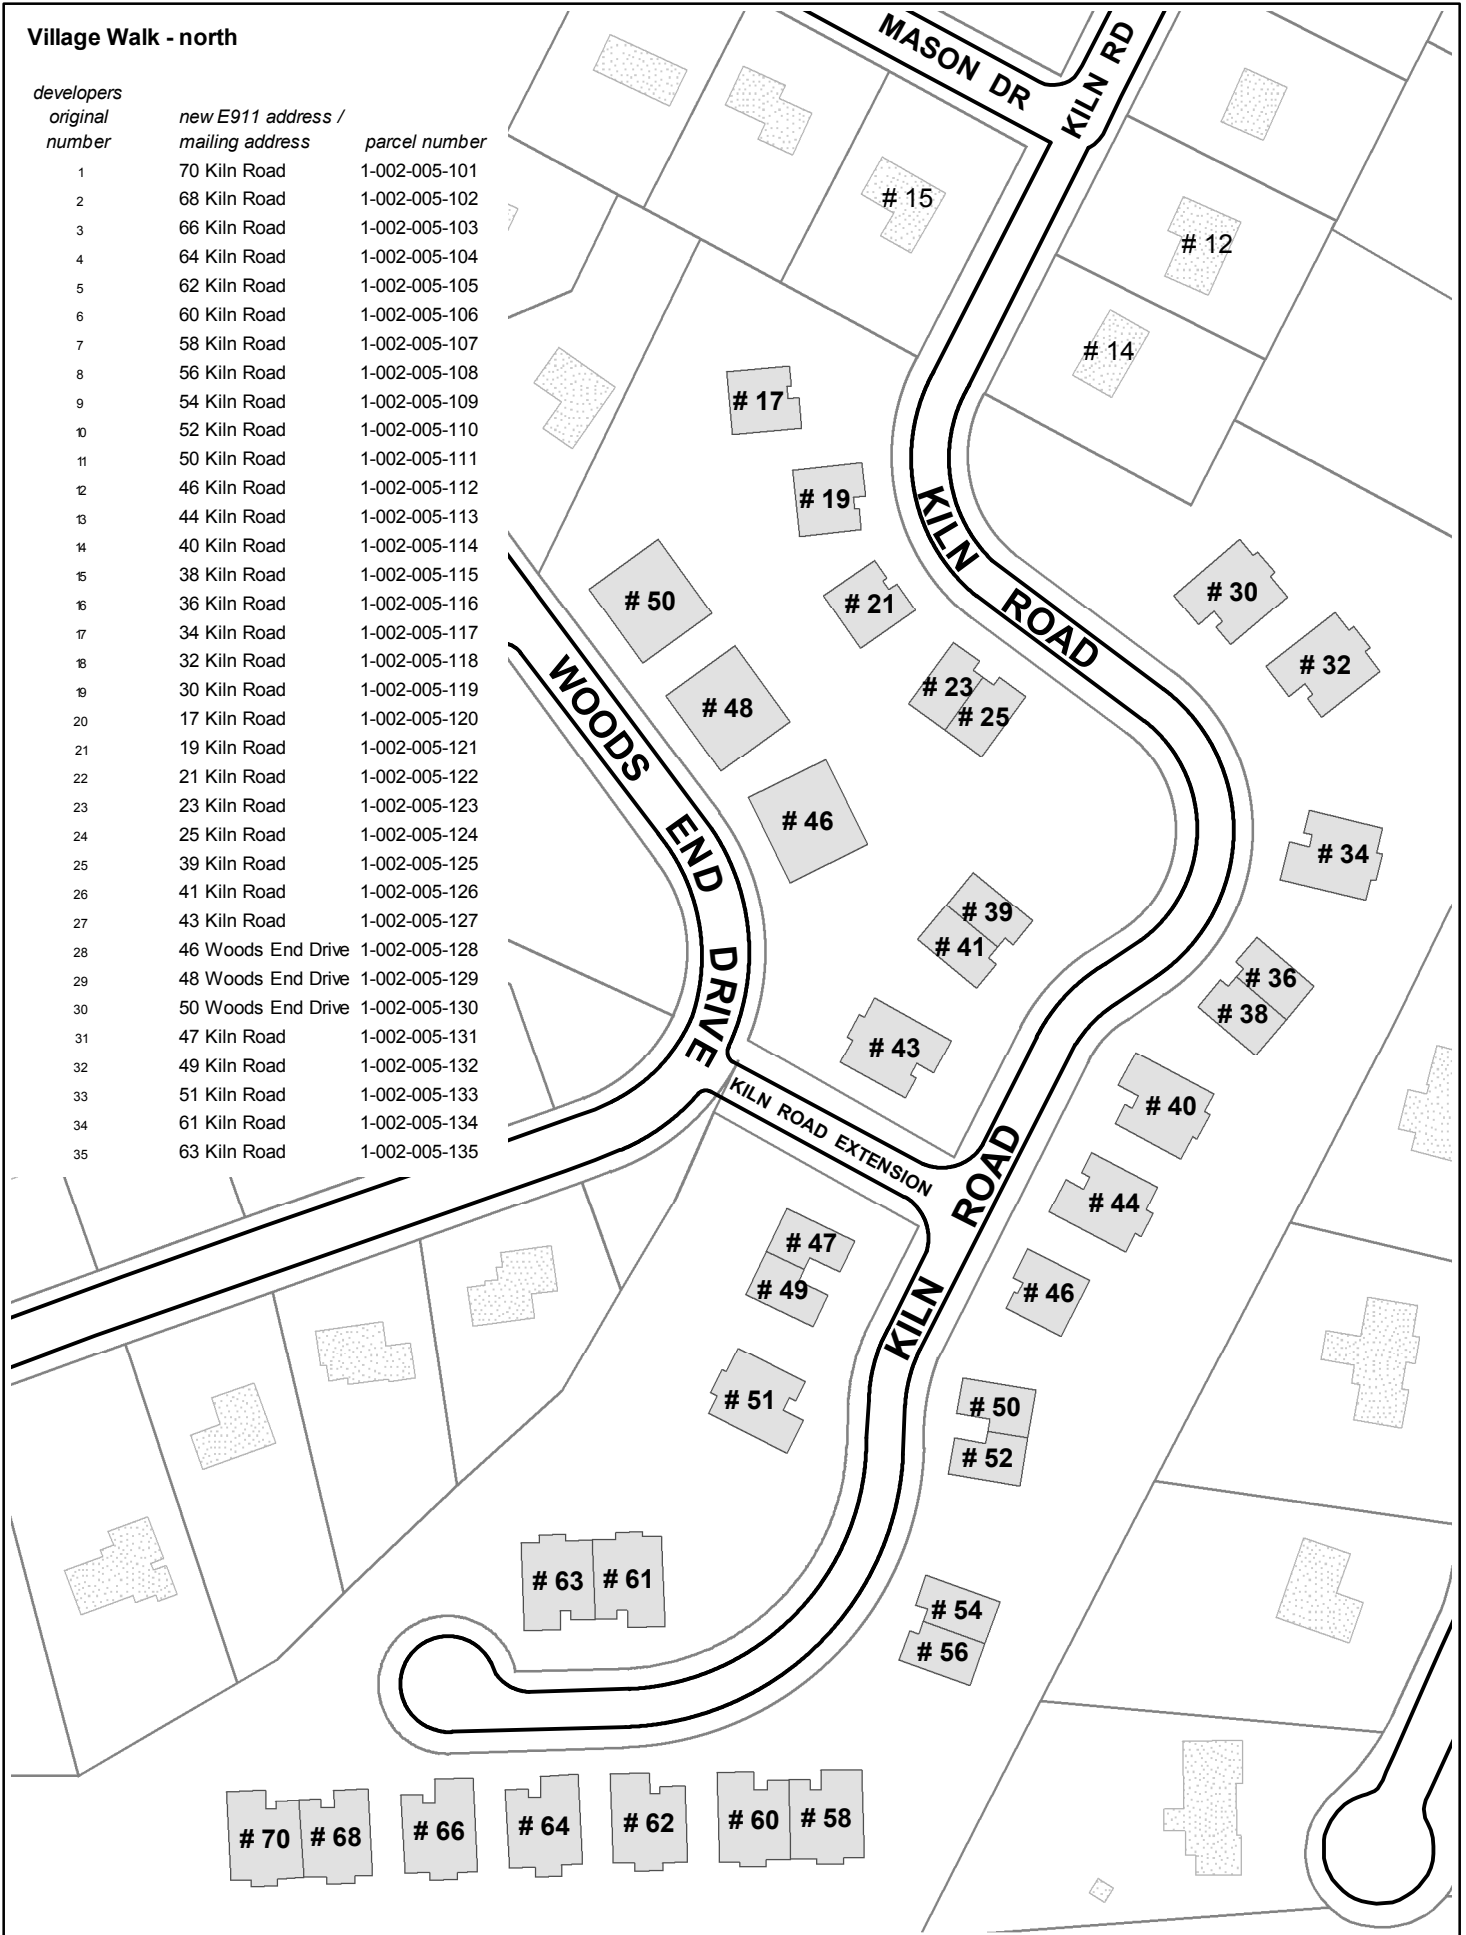 Village Walk - north
developers
original new E911 address /
number mailing address parcel number
1 70 Kiln Road 1-002-005-101
2 68 Kiln Road 1-002-005-102
3 66 Kiln Road 1-002-005-103
4 64 Kiln Road 1-002-005-104
5 62 Kiln Road 1-002-005-105
6 60 Kiln Road 1-002-005-106
7 58 Kiln Road 1-002-005-107
8 56 Kiln Road 1-002-005-108
9 54 Kiln Road 1-002-005-109
10 52 Kiln Road 1-002-005-110
11 50 Kiln Road 1-002-005-111
12 46 Kiln Road 1-002-005-112
13 44 Kiln Road 1-002-005-113
14 40 Kiln Road 1-002-005-114
15 38 Kiln Road 1-002-005-115
16 36 Kiln Road 1-002-005-116
17 34 Kiln Road 1-002-005-117
18 32 Kiln Road 1-002-005-118
19 30 Kiln Road 1-002-005-119
20 17 Kiln Road 1-002-005-120
21 19 Kiln Road 1-002-005-121
22 21 Kiln Road 1-002-005-122
23 23 Kiln Road 1-002-005-123
24 25 Kiln Road 1-002-005-124
25 39 Kiln Road 1-002-005-125
26 41 Kiln Road 1-002-005-126
27 43 Kiln Road 1-002-005-127
28 46 Woods End Drive 1-002-005-128
29 48 Woods End Drive 1-002-005-129
30 50 Woods End Drive 1-002-005-130
31 47 Kiln Road 1-002-005-131
32 49 Kiln Road 1-002-005-132
33 51 Kiln Road 1-002-005-133
34 61 Kiln Road 1-002-005-134
35 63 Kiln Road 1-002-005-135
MASON DR
KILN RD
# 15
# 12
# 14
# 17
# 19
# 21
KILN ROAD
# 30
# 32
# 50
# 48
# 46
# 23
# 25
WOODS END DRIVE
# 34
# 39
# 41
# 36
# 38
# 43
# 40
KILN ROAD EXTENSION
KILN ROAD
# 44
# 47
# 49
# 46
# 51
# 50
# 52
# 63
# 61
# 54
# 56
# 70
# 68
# 66
# 64
# 62
# 60
# 58